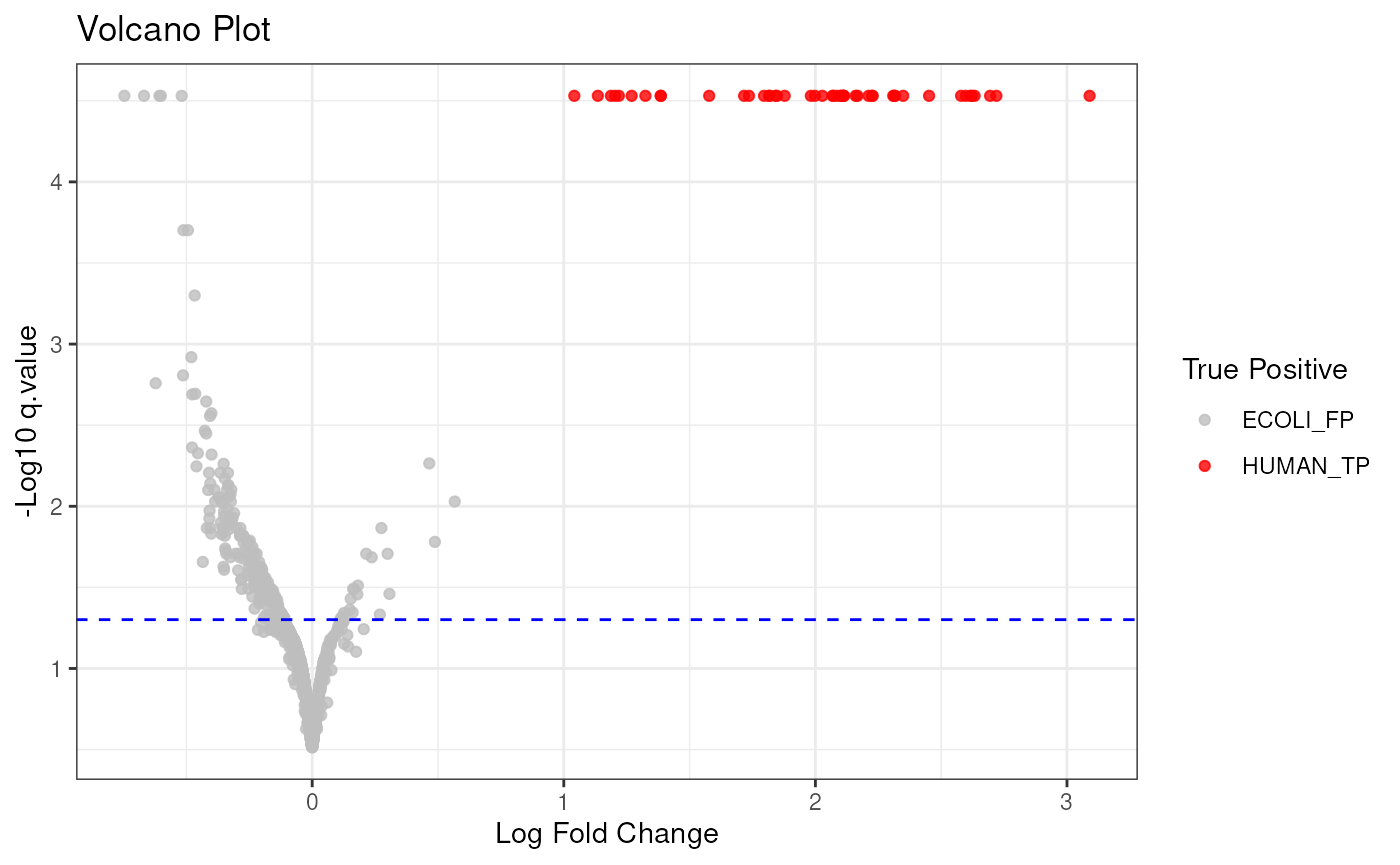 Volcano Plot
4
3
2
1
-Log10 q.value
0
1
2
3
Log Fold Change
True Positive
ECOLI_FP
HUMAN_TP